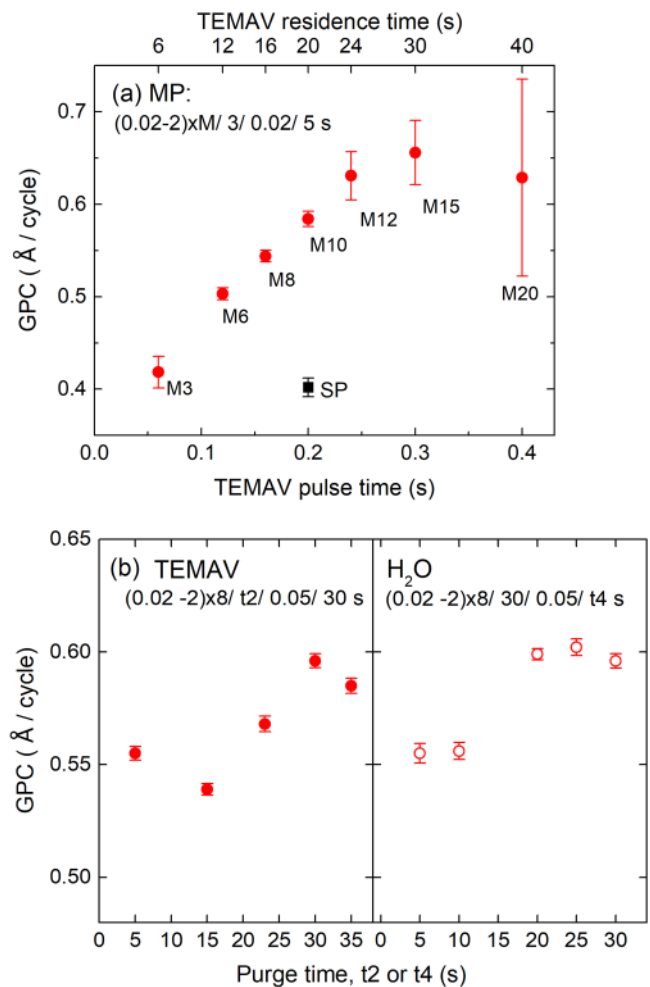 TEMAV residence time (s)
6 12 16 20 24 30 40
(a) MP:
(0.02-2)xM/ 3/ 0.02/ 5 s
0.7
0.6
0.5
0.4
GPC ( Å / cycle)
M3
M6
M8
M10
M12
M15
M20
SP
0.0 0.1 0.2 0.3 0.4
TEMAV pulse time (s)
(b) TEMAV
(0.02 -2)x8/ t2/ 0.05/ 30 s
H₂O
(0.02 -2)x8/ 30/ 0.05/ t4 s
0.65
0.60
0.55
0.50
GPC ( Å / cycle)
0 5 10 15 20 25 30 35 0 5 10 15 20 25 30
Purge time, t2 or t4 (s)